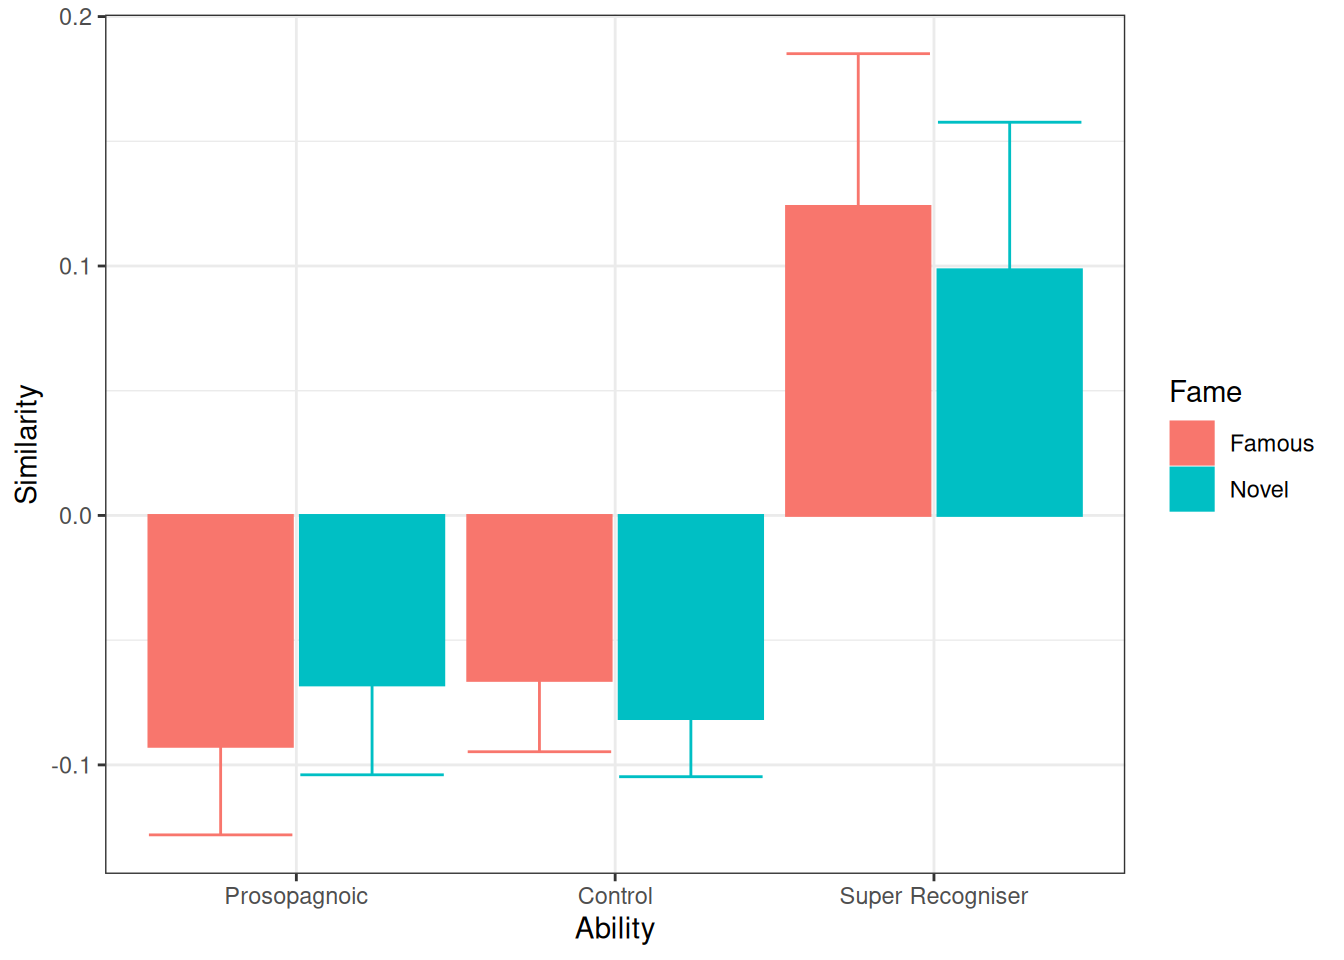 0.2
0.1
0.0
-0.1
Similarity
Prosopagnoic
Control
Super Recogniser
Ability
Fame
Famous
Novel